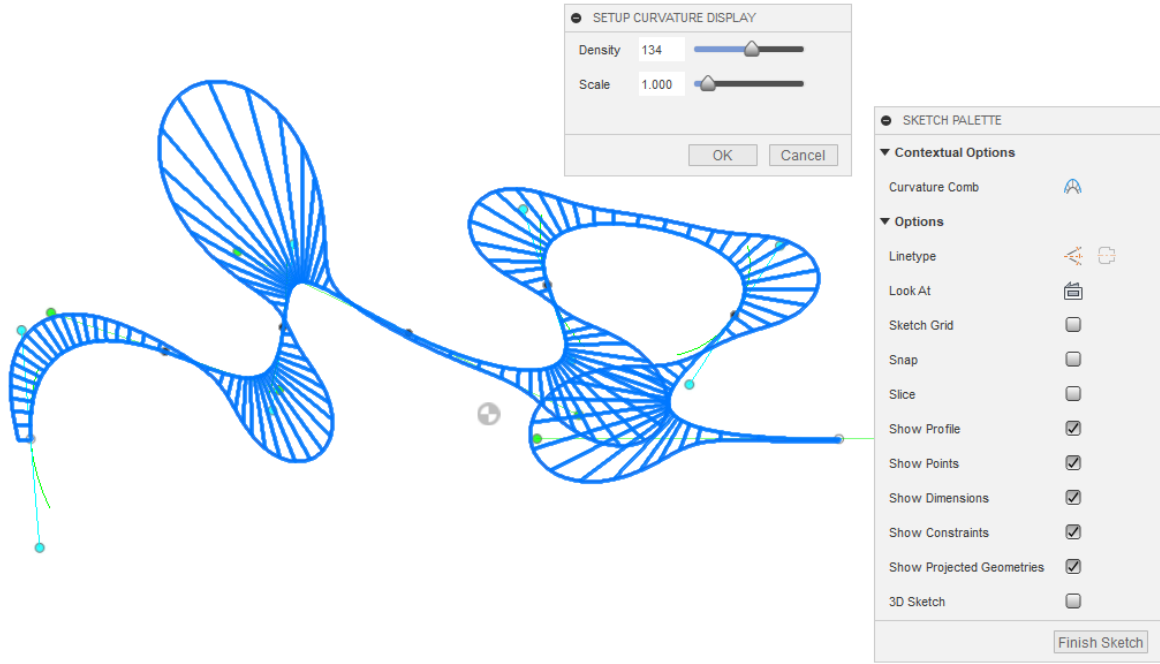 SETUP CURVATURE DISPLAY
Density 134
Scale 1.000
OK Cancel
SKETCH PALETTE
Contextual Options
Curvature Comb
Options
Linetype
Look At
Sketch Grid
Snap
Slice
Show Profile
Show Points
Show Dimensions
Show Constraints
Show Projected Geometries
3D Sketch
Finish Sketch